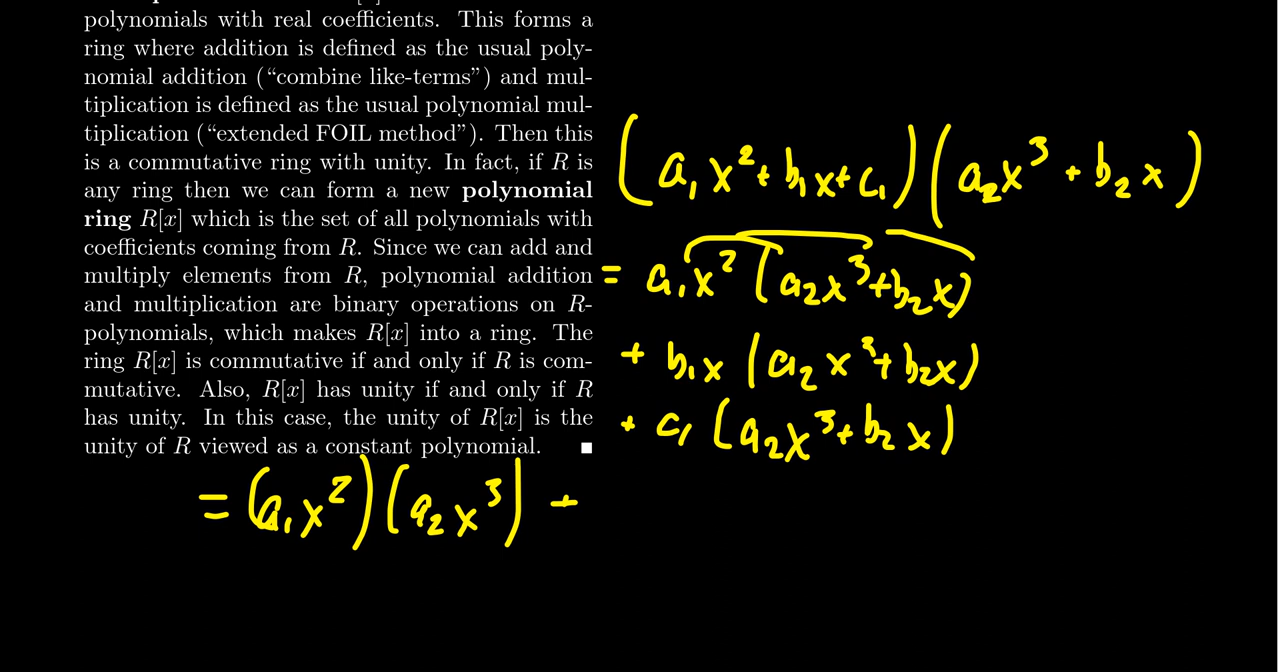 polynomials with real coefficients. This forms a
ring where addition is defined as the usual poly-
nomial addition (“combine like-terms”) and mul-
tiplication is defined as the usual polynomial mul-
tiplication (“extended FOIL method”). Then this
is a commutative ring with unity. In fact, if R is
any ring then we can form a new polynomial
ring R[x] which is the set of all polynomials with
coefficients coming from R. Since we can add and
multiply elements from R, polynomial addition
and multiplication are binary operations on R-
polynomials, which makes R[x] into a ring. The
ring R[x] is commutative if and only if R is com-
mutative. Also, R[x] has unity if and only if R
has unity. In this case, the unity of R[x] is the
unity of R viewed as a constant polynomial. ■
(a₁x²+b₁x+c₁)(a₂x³+b₂x)
= a₁x²(a₂x³+b₂x)
+ b₁x(a₂x³+b₂x)
+ c₁(a₂x³+b₂x)
= (a₁x²)(a₂x³) +